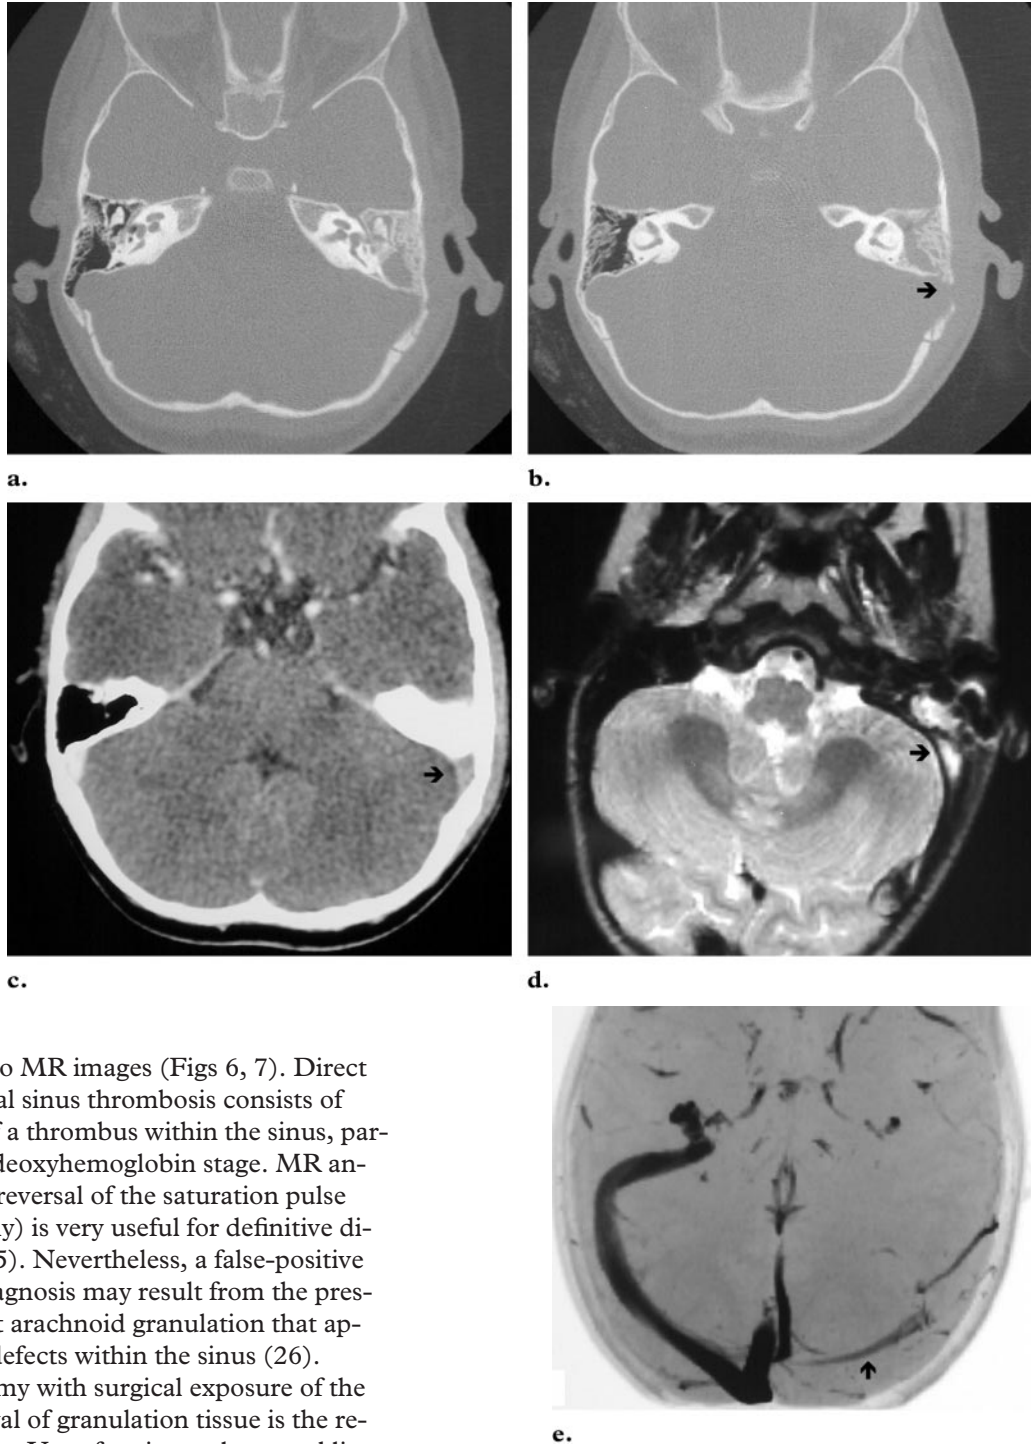 a.
b.
c.
d.
o MR images (Figs 6, 7). Direct
al sinus thrombosis consists of
f a thrombus within the sinus, par-
deoxyhemoglobin stage. MR an-
reversal of the saturation pulse
y) is very useful for definitive di-
5). Nevertheless, a false-positive
agnosis may result from the pres-
t arachnoid granulation that ap-
defects within the sinus (26).
my with surgical exposure of the
val of granulation tissue is the re-
e.